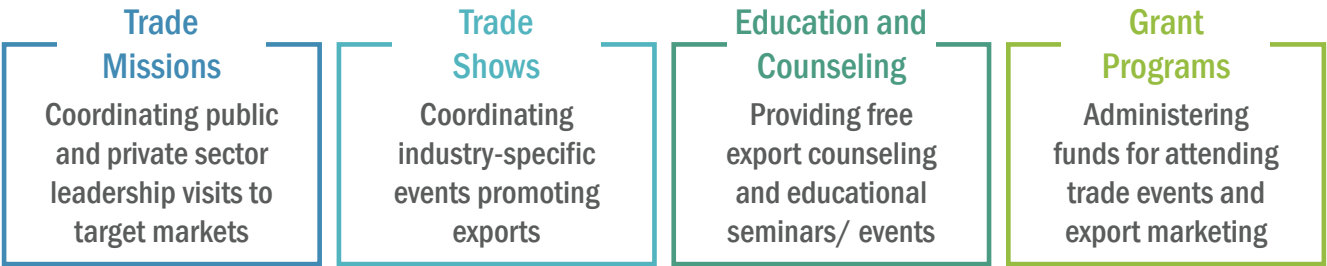 Trade
Missions
Coordinating public
and private sector
leadership visits to
target markets
Trade
Shows
Coordinating
industry-specific
events promoting
exports
Education and
Counseling
Providing free
export counseling
and educational
seminars/ events
Grant
Programs
Administering
funds for attending
trade events and
export marketing